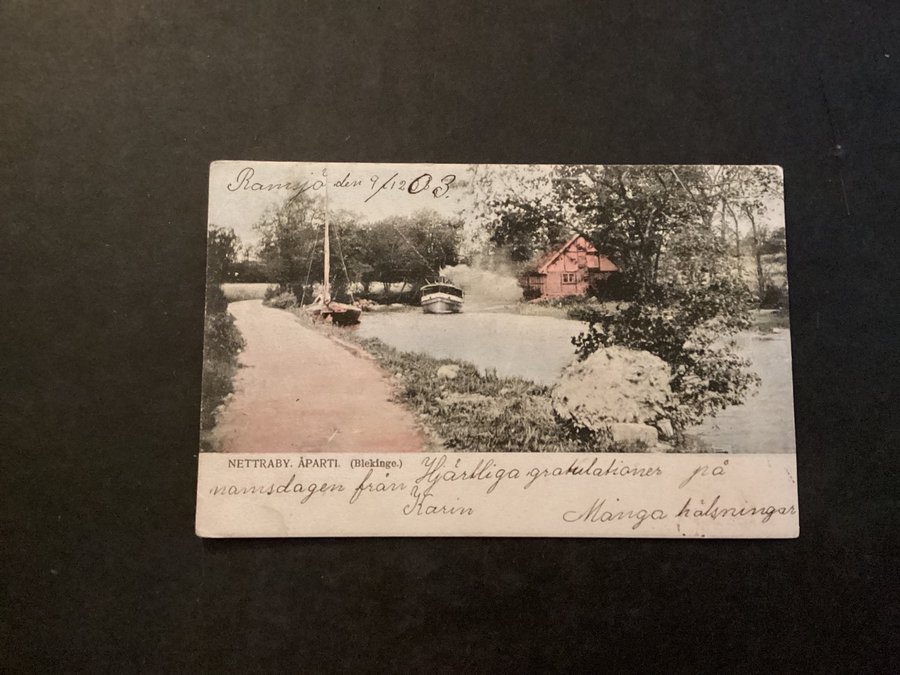 Ramsjö den 9/12 03.
NETTRABY. ÅPARTI. (Blekinge.) Hjärtliga gratulationer på
namsdagen från
Karin Många hälsningar